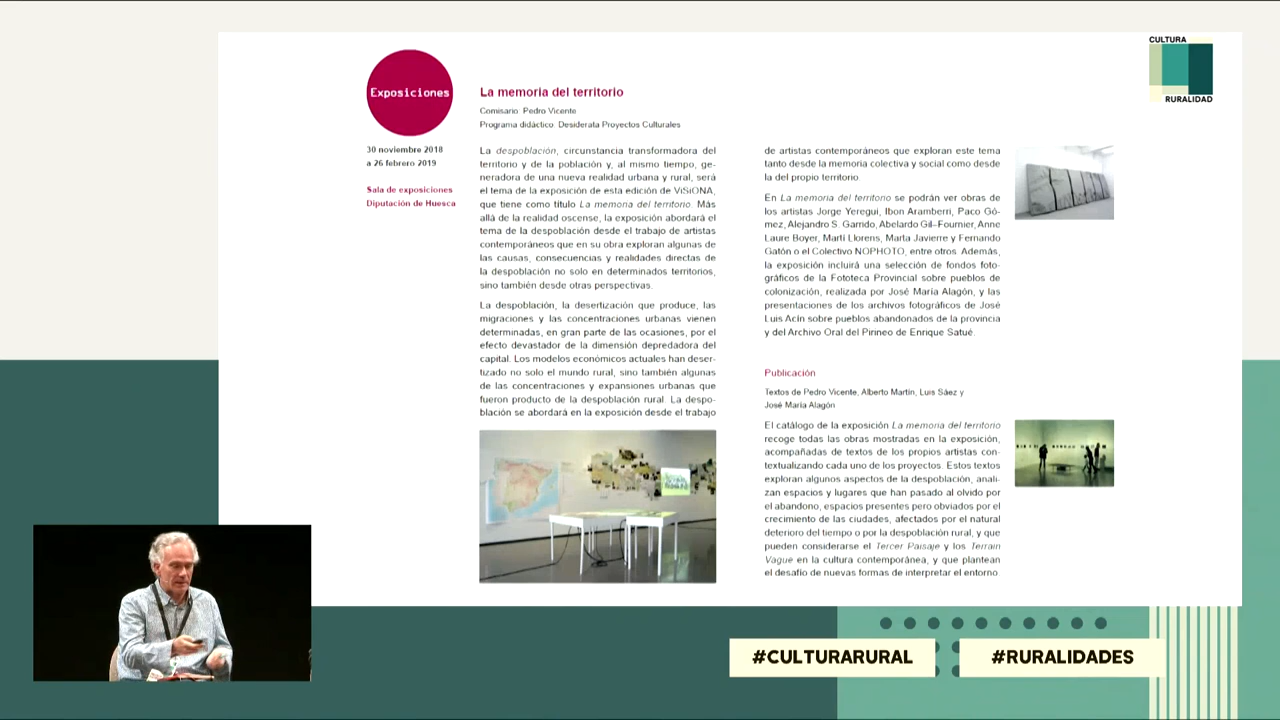 CULTURA
RURALIDAD
Exposiciones
30 noviembre 2018
a 26 febrero 2019
Sala de exposiciones
Diputación de Huesca
La memoria del territorio
Comisario: Pedro Vicente
Programa didáctico: Desiderata Proyectos Culturales
La despoblación, circunstancia transformadora del
territorio y de la población y, al mismo tiempo, ge-
neradora de una nueva realidad urbana y rural, será
el tema de la exposición de esta edición de ViSiONA,
que tiene como título La memoria del territorio. Más
allá de la realidad oscense, la exposición abordará el
tema de la despoblación desde el trabajo de artistas
contemporáneos que en su obra exploran algunas de
las causas, consecuencias y realidades directas de
la despoblación no solo en determinados territorios,
sino también desde otras perspectivas.
La despoblación, la desertización que produce, las
migraciones y las concentraciones urbanas vienen
determinadas, en gran parte de las ocasiones, por el
efecto devastador de la dimensión depredadora del
capital. Los modelos económicos actuales han deser-
tizado no solo el mundo rural, sino también algunas
de las concentraciones y expansiones urbanas que
fueron producto de la despoblación rural. La despo-
blación se abordará en la exposición desde el trabajo
de artistas contemporáneos que exploran este tema
tanto desde la memoria colectiva y social como desde
la del propio territorio.
En La memoria del territorio se podrán ver obras de
los artistas Jorge Yeregui, Ibon Aramberri, Paco Gó-
mez, Alejandro S. Garrido, Abelardo Gil–Fournier, Anne
Laure Boyer, Martí Llorens, Marta Javierre y Fernando
Gatón o el Colectivo NOPHOTO, entre otros. Además,
la exposición incluirá una selección de fondos foto-
gráficos de la Fototeca Provincial sobre pueblos de
colonización, realizada por José María Alagón, y las
presentaciones de los archivos fotográficos de José
Luis Acín sobre pueblos abandonados de la provincia
y del Archivo Oral del Pirineo de Enrique Satué.
Publicación
Textos de Pedro Vicente, Alberto Martín, Luis Sáez y
José María Alagón
El catálogo de la exposición La memoria del territorio
recoge todas las obras mostradas en la exposición,
acompañadas de textos de los propios artistas con-
textualizando cada uno de los proyectos. Estos textos
exploran algunos aspectos de la despoblación, anali-
zan espacios y lugares que han pasado al olvido por
el abandono, espacios presentes pero obviados por el
crecimiento de las ciudades, afectados por el natural
deterioro del tiempo o por la despoblación rural, y que
pueden considerarse el Tercer Paisaje y los Terrain
Vague en la cultura contemporánea, y que plantean
el desafío de nuevas formas de interpretar el entorno.
#CULTURARURAL
#RURALIDADES